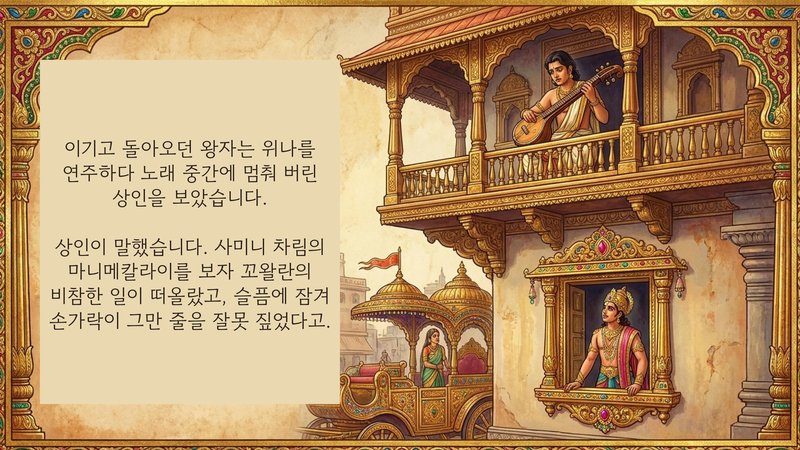 이기고 돌아오던 왕자는 위나를
연주하다 노래 중간에 멈춰 버린
상인을 보았습니다.
상인이 말했습니다. 사미니 차림의
마니메칼라이를 보자 꼬왈란의
비참한 일이 떠올랐고, 슬픔에 잠겨
손가락이 그만 줄을 잘못 짚었다고.